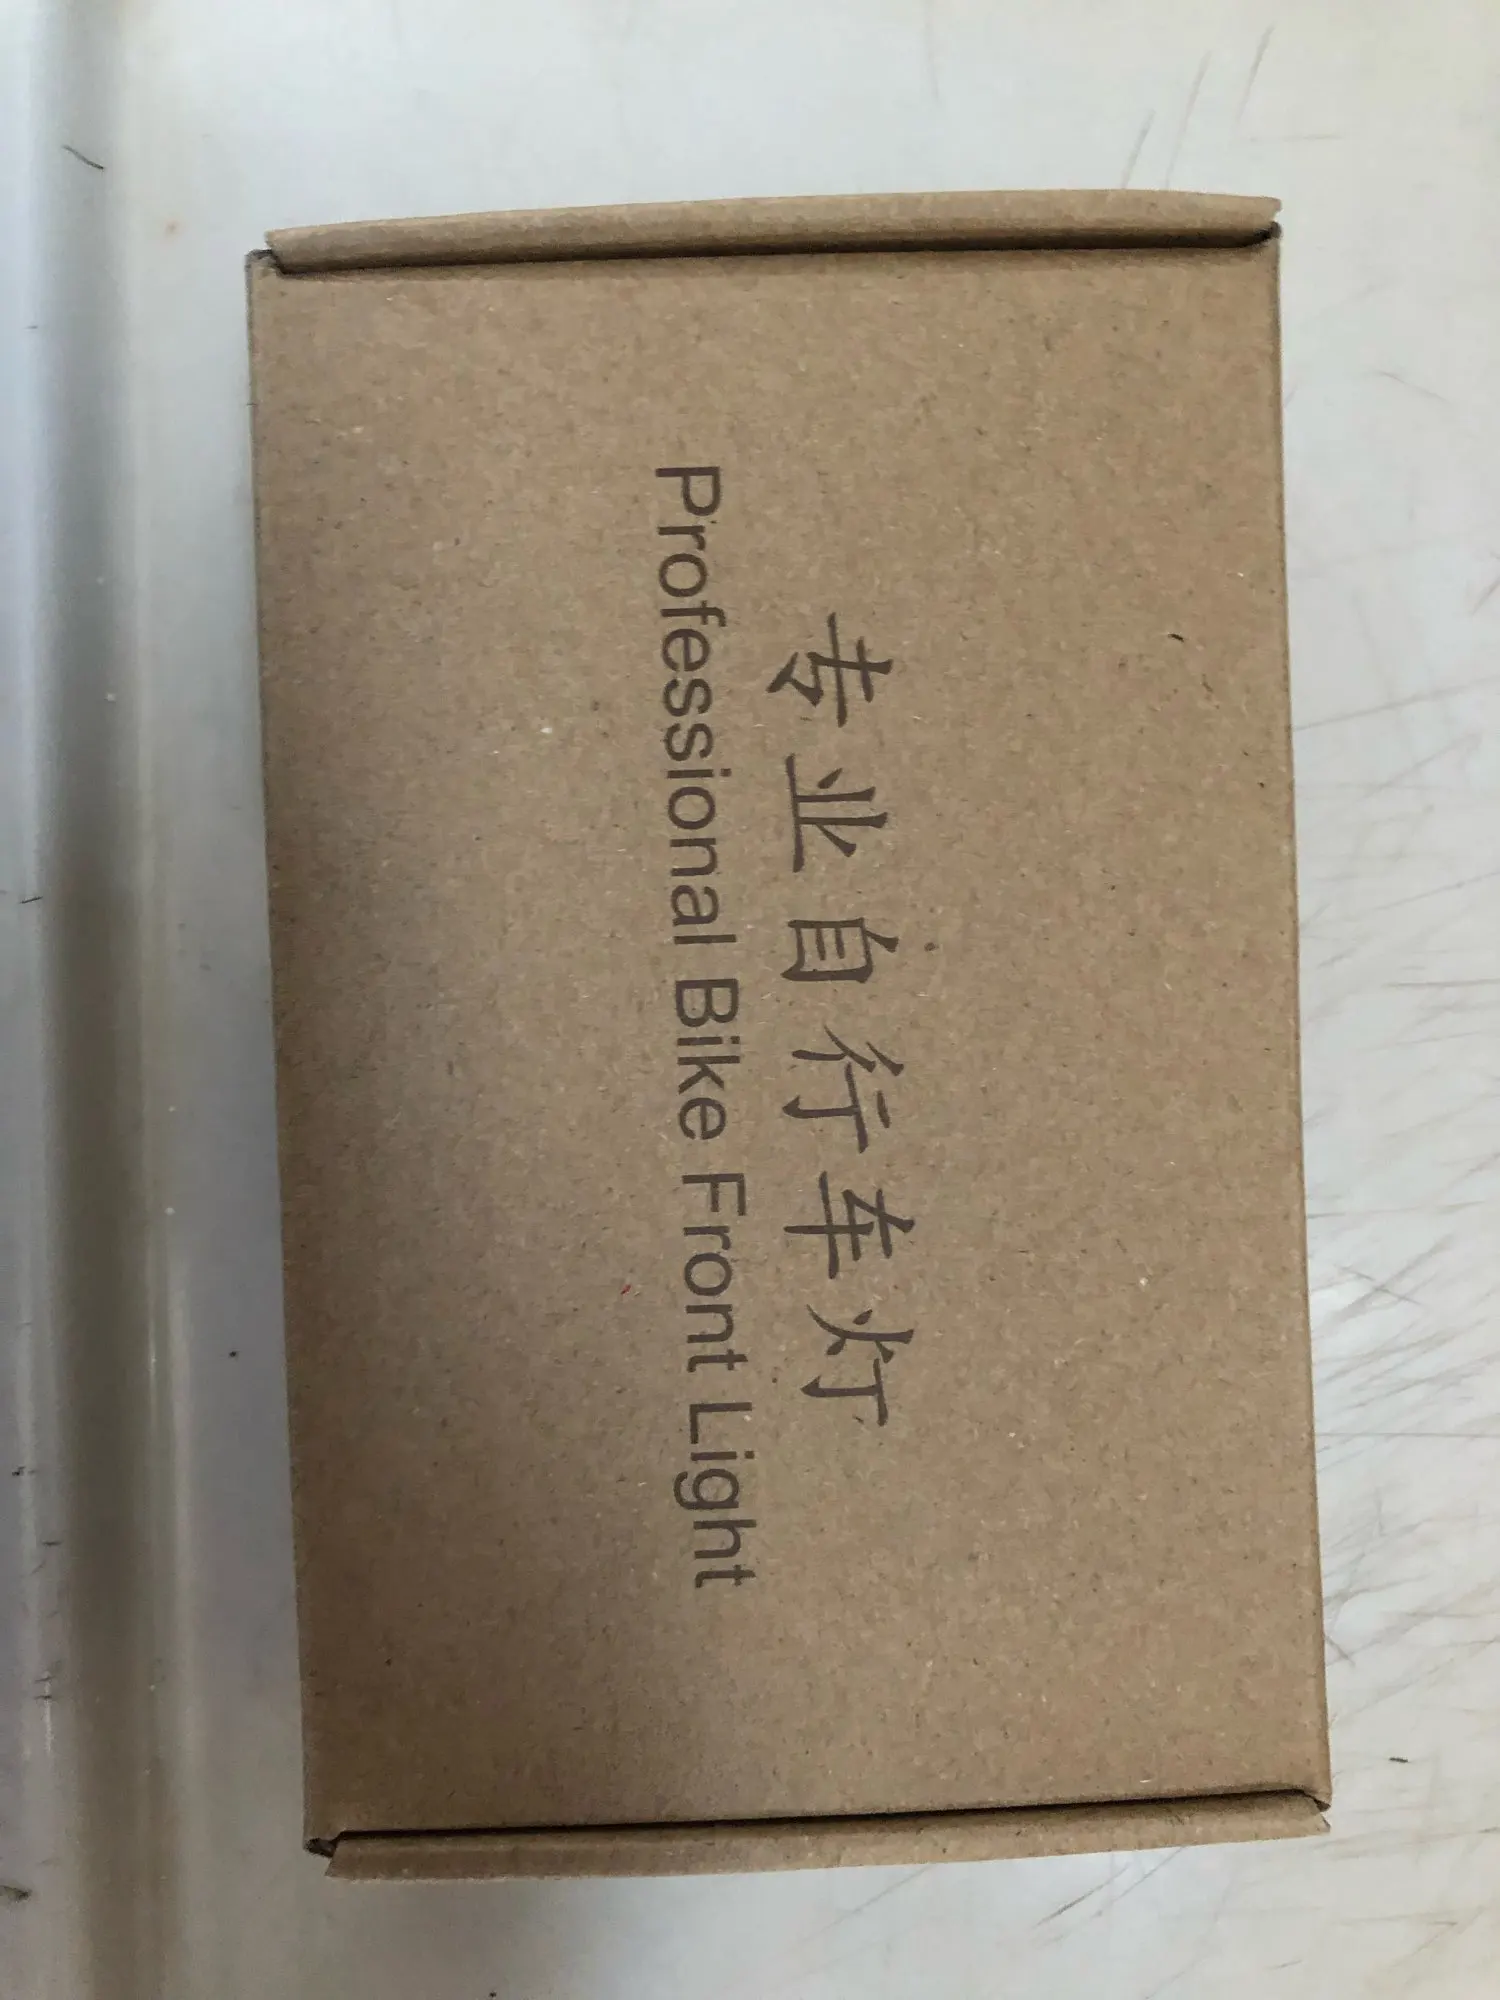 专业自行车灯
Professional Bike Front Light